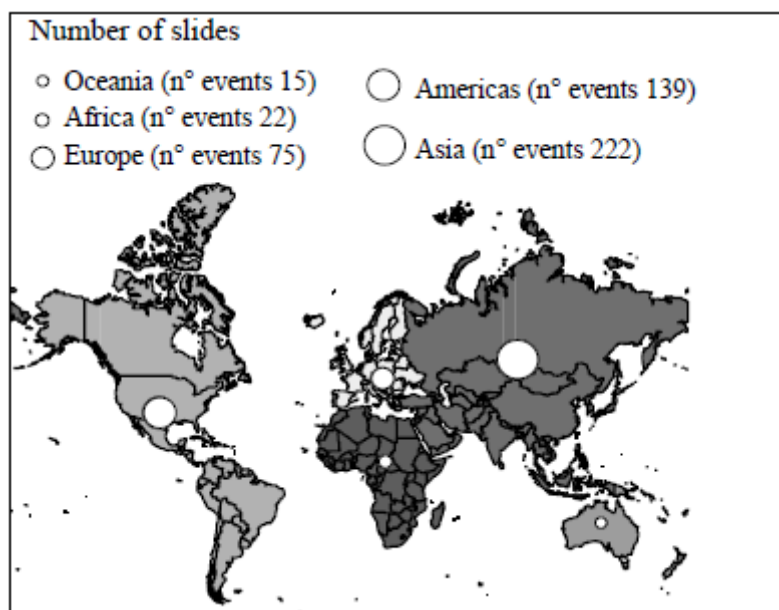 Number of slides
Oceania (n° events 15)
Africa (n° events 22)
Europe (n° events 75)
Americas (n° events 139)
Asia (n° events 222)